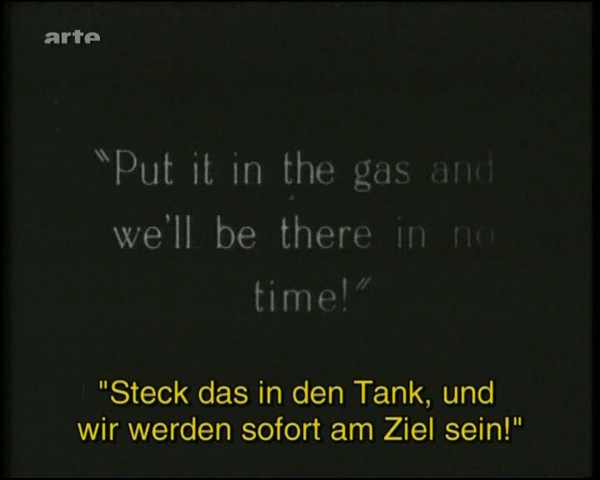 arte
"Put it in the gas and
we'll be there in no
time!"
"Steck das in den Tank, und
wir werden sofort am Ziel sein!"